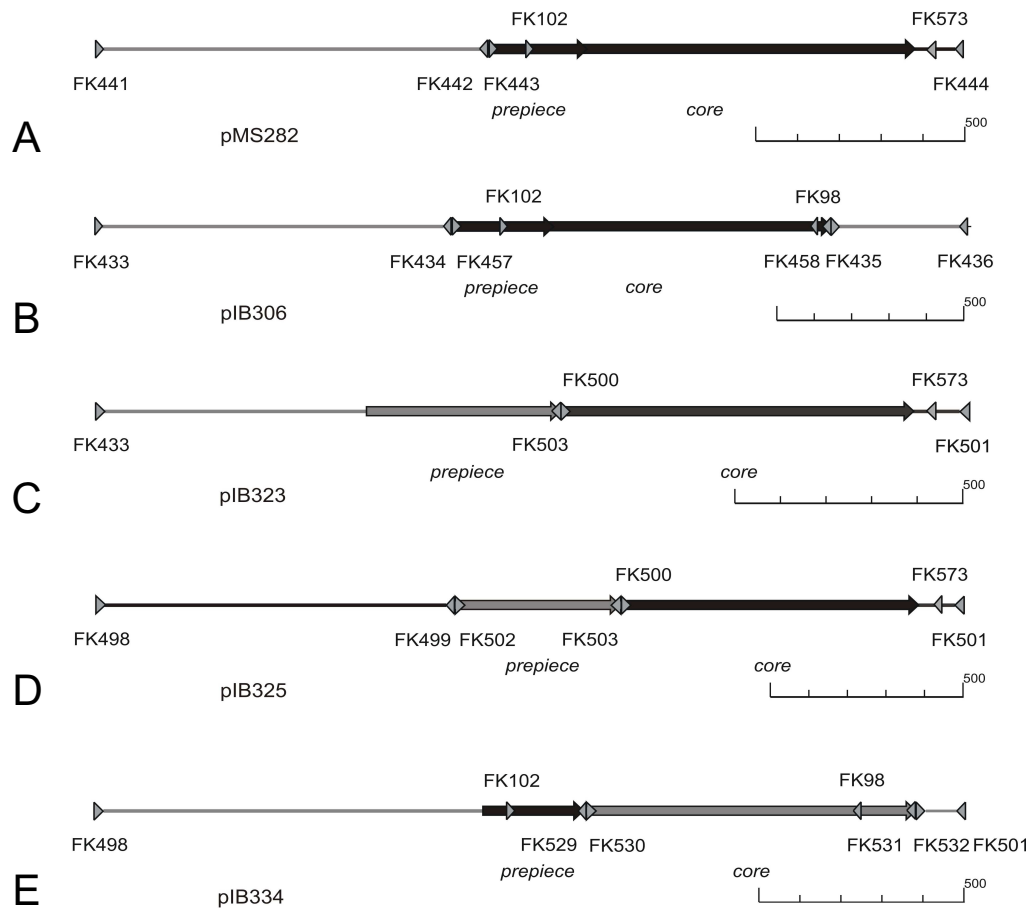 FK102 FK573
FK441 FK442 FK443 FK444
prepiece core
500
A pMS282
FK102 FK98
FK433 FK434 FK457 FK458 FK435 FK436
prepiece core
500
B pIB306
FK500 FK573
FK433 FK503 FK501
prepiece core
500
C pIB323
FK500 FK573
FK498 FK499 FK502 FK503 FK501
prepiece core
500
D pIB325
FK102 FK98
FK498 FK529 FK530 FK531 FK532 FK501
prepiece core
500
E pIB334